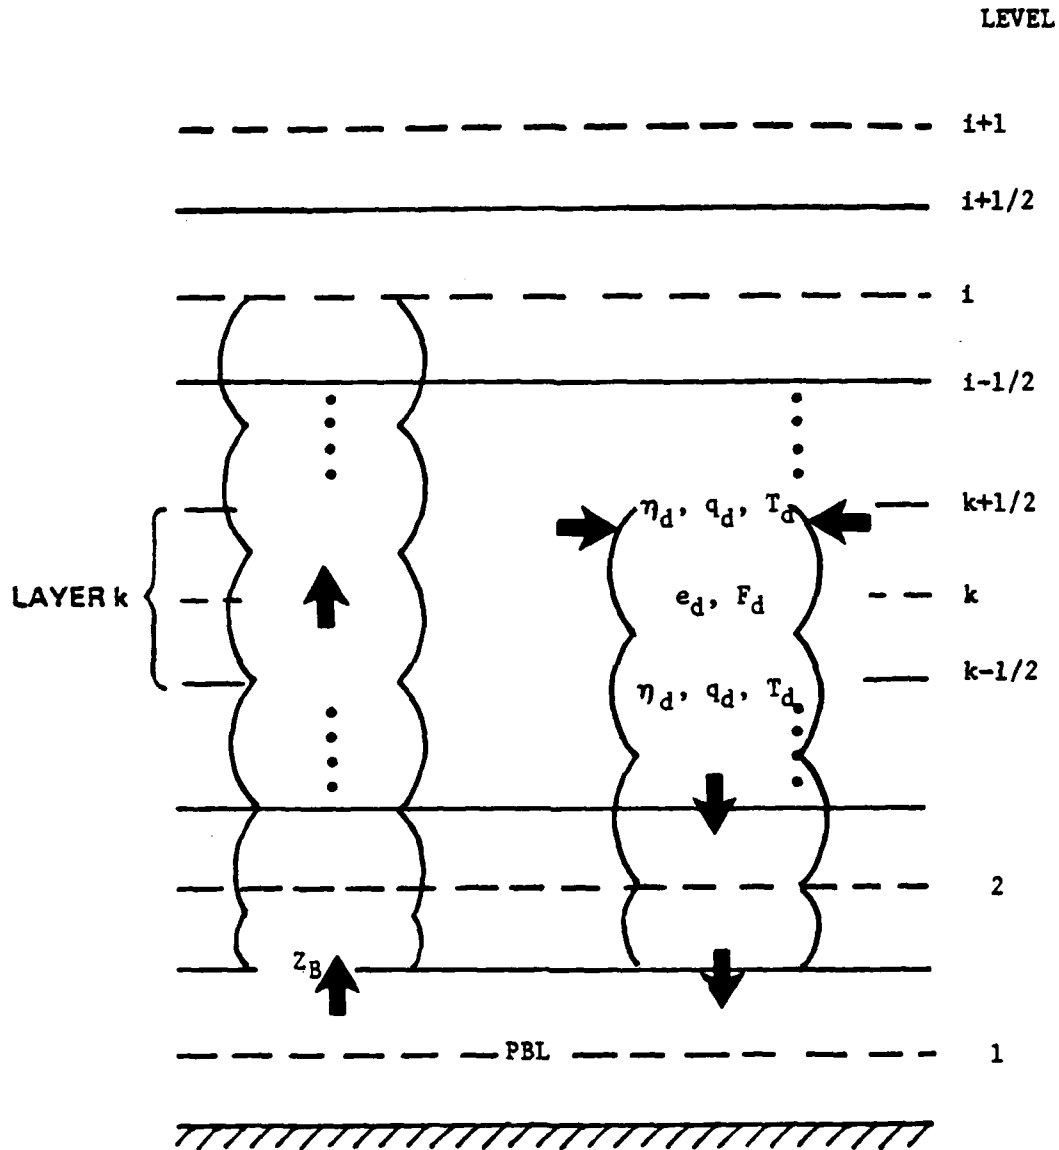 LEVEL
i+1
i+1/2
i
i-1/2
η_d, q_d, T_d
k+1/2
LAYER k
e_d, F_d
k
η_d, q_d, T_d
k-1/2
2
Z_B
PBL
1